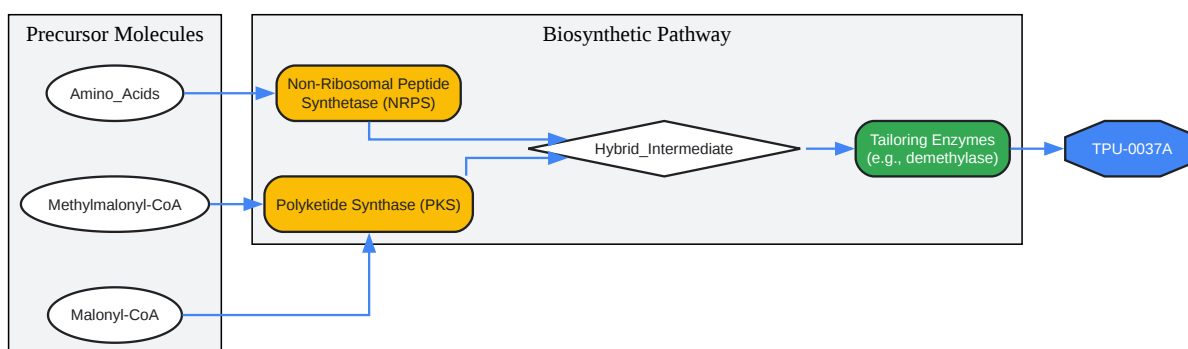 Precursor Molecules
Amino_Acids
Methylmalonyl-CoA
Malonyl-CoA
Biosynthetic Pathway
Non-Ribosomal Peptide
Synthetase (NRPS)
Polyketide Synthase (PKS)
Hybrid_Intermediate
Tailoring Enzymes
(e.g., demethylase)
TPU-0037A